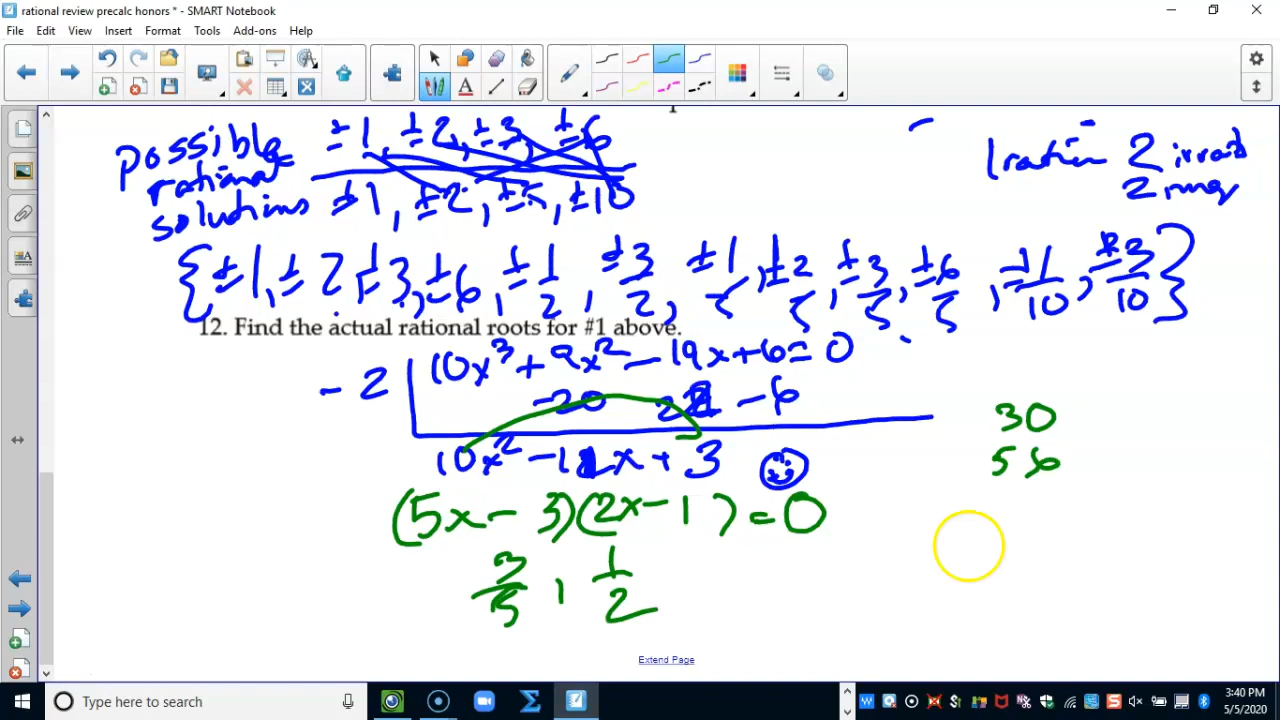 rational review precalc honors * - SMART Notebook
File Edit View Insert Format Tools Add-ons Help
possible ±1, ±2, ±3, ±6
rational
solutions ±1, ±2, ±5, ±10
1 ration 2 irrat
2 imag
{±1, ±2, ±3, ±6, ±1/2, ±3/2, ±1/5, ±2/5, ±3/5, ±6/5, ±1/10, ±3/10}
12. Find the actual rational roots for #1 above.
-2 10x³ + 9x² - 19x + 6 = 0
-20 22 -6
10x² - 11x + 3
30
5 6
(5x - 3)(2x - 1) = 0
3/5, 1/2
Extend Page
Type here to search
3:40 PM
5/5/2020